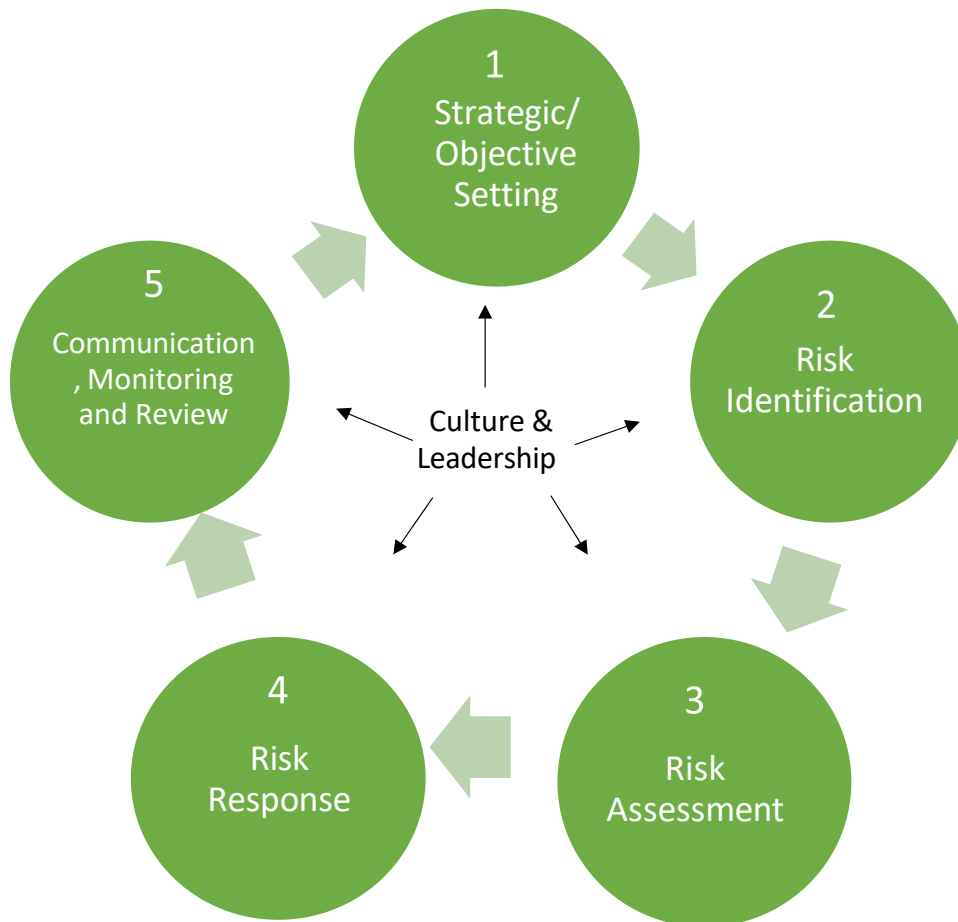 1
Strategic/
Objective
Setting
2
Risk
Identification
3
Risk
Assessment
4
Risk
Response
5
Communication
, Monitoring
and Review
Culture &
Leadership